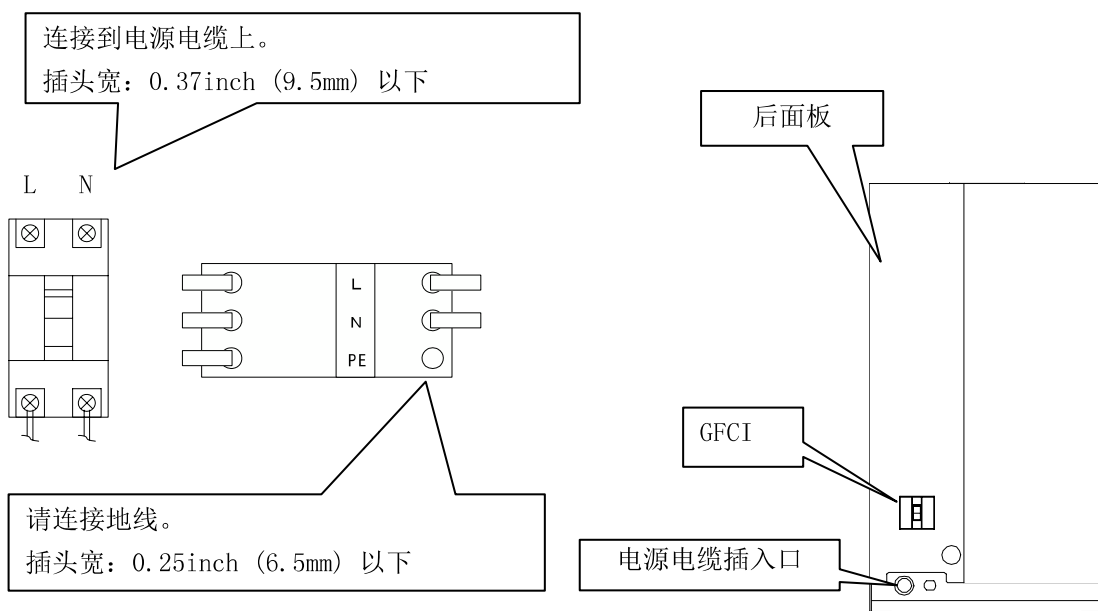 连接到电源电缆上。
插头宽：0.37inch (9.5mm) 以下
后面板
L N
L
N
PE
GFCI
请连接地线。
插头宽：0.25inch (6.5mm) 以下
电源电缆插入口